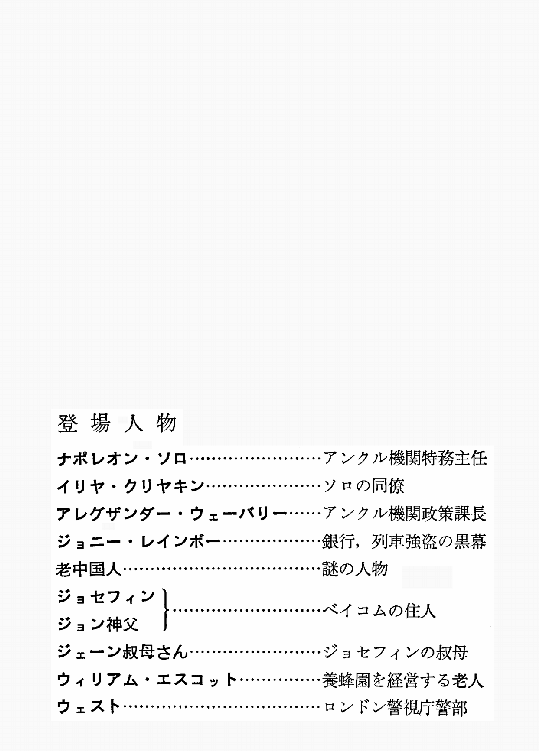 登場人物
ナポレオン・ソロ……………………アンクル機関特務主任
イリヤ・クリヤキン…………………ソロの同僚
アレグザンダー・ウェーバリー……アンクル機関政策課長
ジョニー・レインボー………………銀行，列車強盗の黒幕
老中国人………………………………謎の人物
ジョセフィン
ジョン神父 }………………………ベイコムの住人
ジェーン叔母さん……………………ジョセフィンの叔母
ウィリアム・エスコット……………養蜂園を経営する老人
ウェスト………………………………ロンドン警視庁警部